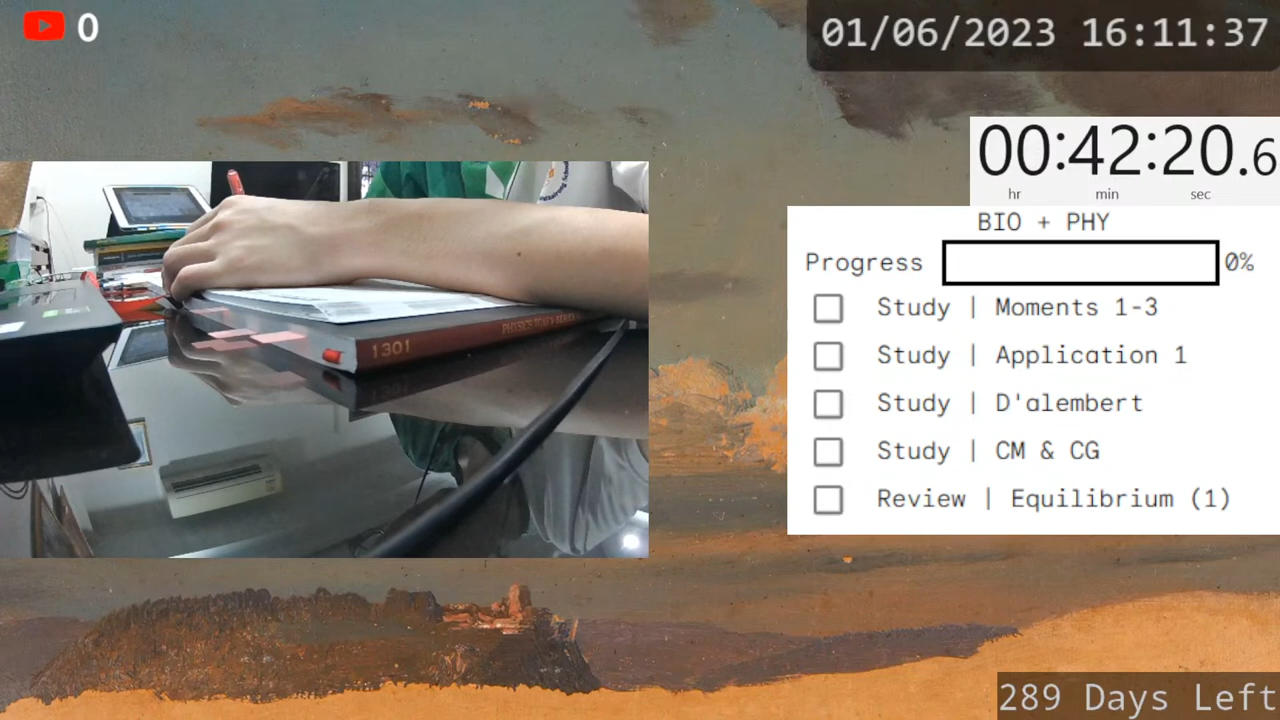 0
01/06/2023 16:11:37
00:42:20.6
hr min sec
BIO + PHY
Progress 0%
Study | Moments 1-3
Study | Application 1
Study | D'alembert
Study | CM & CG
Review | Equilibrium (1)
1301
PHYSICS
289 Days Left